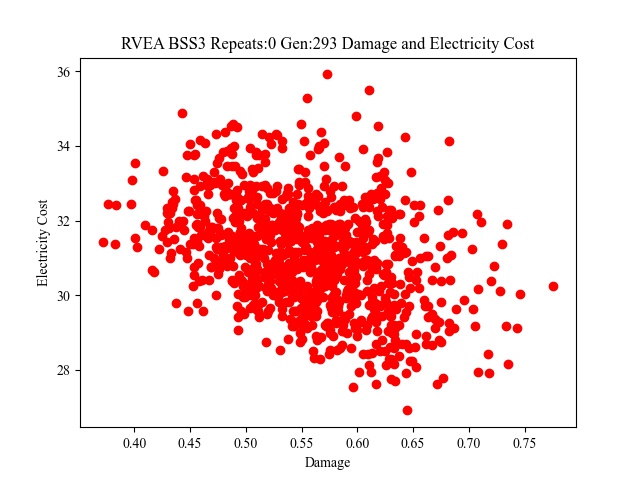 RVEA BSS3 Repeats:0 Gen:293 Damage and Electricity Cost
36
34
32
30
28
Electricity Cost
0.40 0.45 0.50 0.55 0.60 0.65 0.70 0.75
Damage